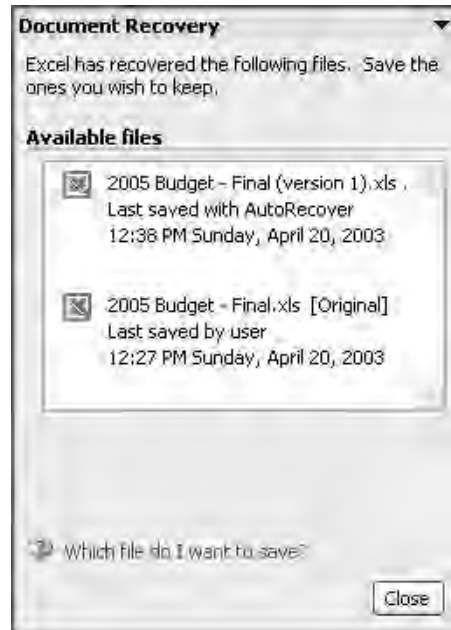 Document Recovery
Excel has recovered the following files. Save the
ones you wish to keep.
Available files
2005 Budget - Final (version 1).xls .
Last saved with AutoRecover
12:38 PM Sunday, April 20, 2003
2005 Budget - Final.xls [Original]
Last saved by user
12:27 PM Sunday, April 20, 2003
Which file do I want to save?
Close